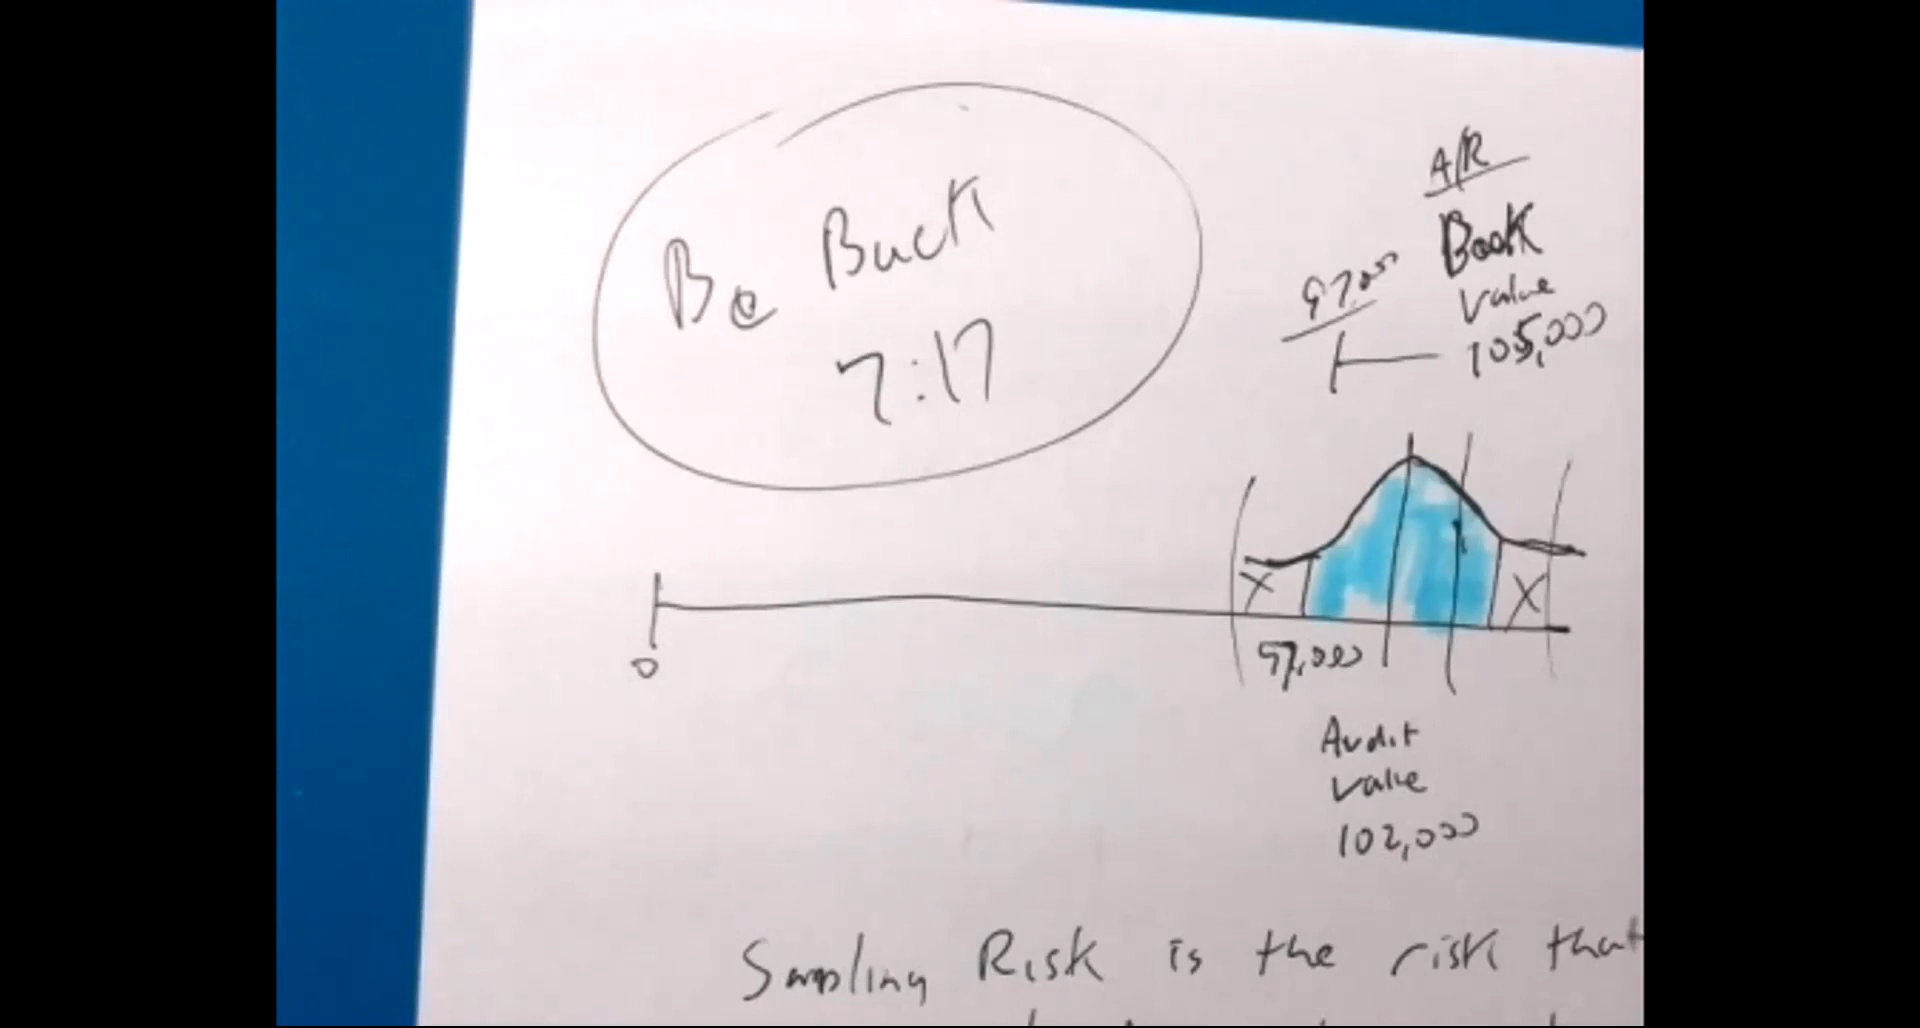 Be Back
7:17
A/R
Book
value
105,000
97,000
0
X
X
97,000
Audit
value
102,000
Sampling Risk is the risk that